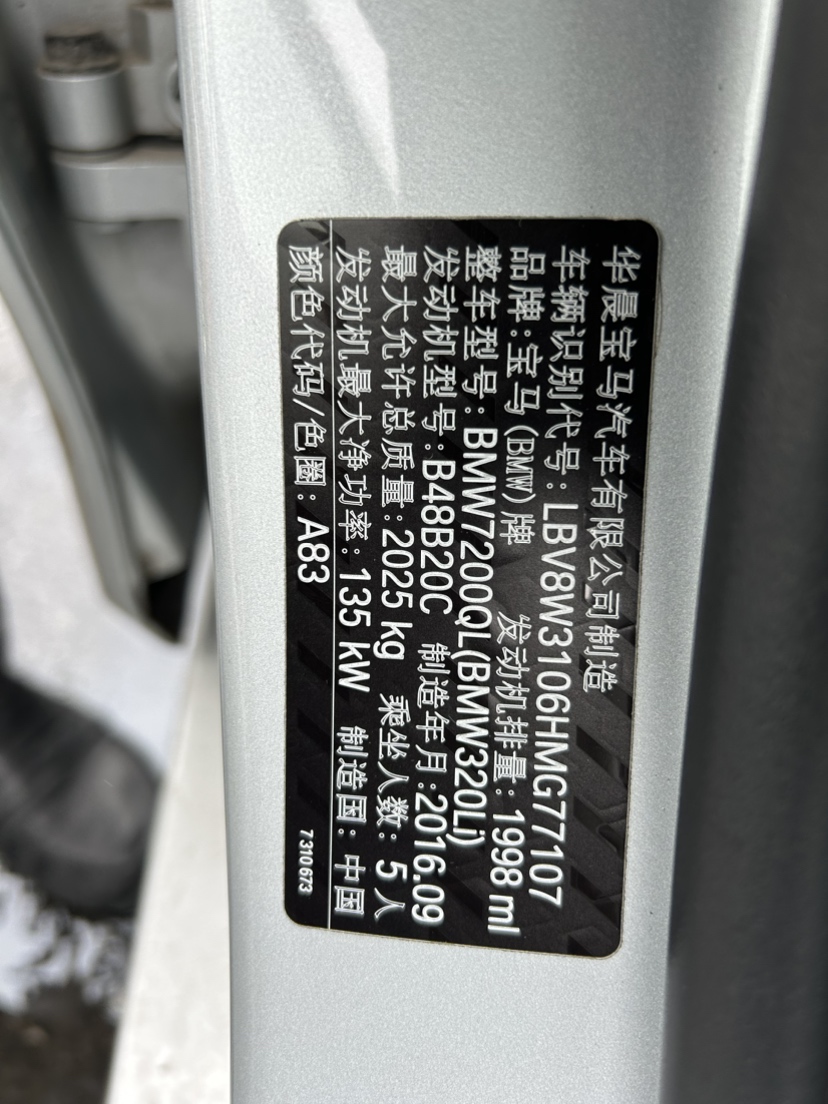 华晨宝马汽车有限公司制造
车辆识别代号:LBV8W3106HMG77107
品牌:宝马(BMW)牌 发动机排量:1998 ml
整车型号:BMW7200QL(BMW320Li)
发动机型号:B48B20C 制造年月:2016.09
最大允许总质量:2025 kg 乘坐人数:5人
发动机最大净功率:135 kW 制造国:中国
颜色代码/色圈:A83
7 310 673